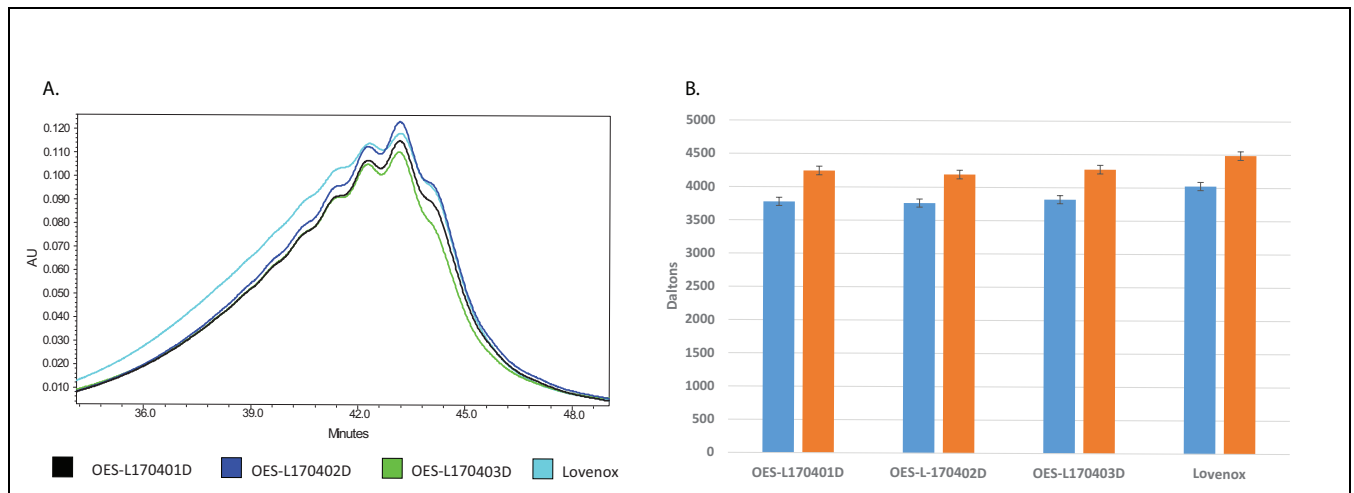 A.
0.120
0.110
0.100
0.090
0.080
0.070
0.060
0.050
0.040
0.030
0.020
0.010
AU
36.0
39.0
42.0
45.0
48.0
Minutes
OES-L170401D
OES-L170402D
OES-L170403D
Lovenox
B.
5000
4500
4000
3500
3000
2500
2000
1500
1000
500
0
Daltons
OES-L170401D
OES-L-170402D
OES-L170403D
Lovenox